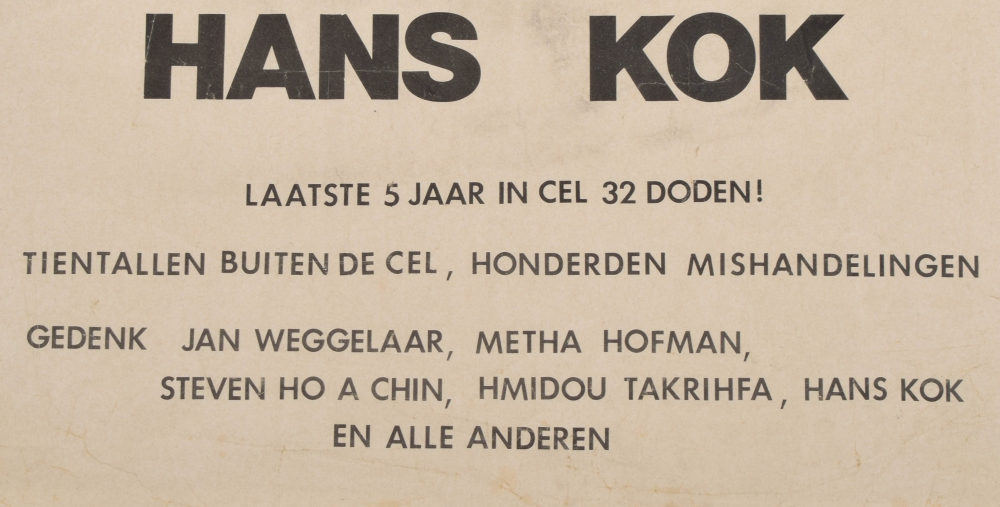 HANS KOK
LAATSTE 5 JAAR IN CEL 32 DODEN!
TIENTALLEN BUITEN DE CEL, HONDERDEN MISHANDELINGEN
GEDENK JAN WEGGELAAR, METHA HOFMAN,
STEVEN HO A CHIN, HMIDOU TAKRIHFA, HANS KOK
EN ALLE ANDEREN